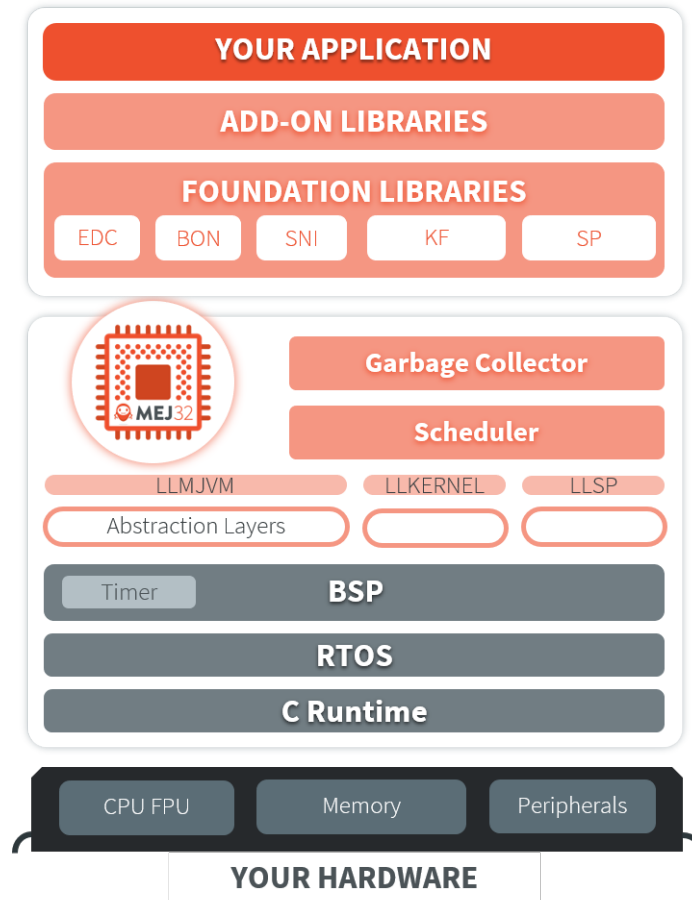 YOUR APPLICATION
ADD-ON LIBRARIES
FOUNDATION LIBRARIES
EDC BON SNI KF SP
MEJ32
Garbage Collector
Scheduler
LLMJVM LLKERNEL LLSP
Abstraction Layers
Timer BSP
RTOS
C Runtime
CPU FPU Memory Peripherals
YOUR HARDWARE